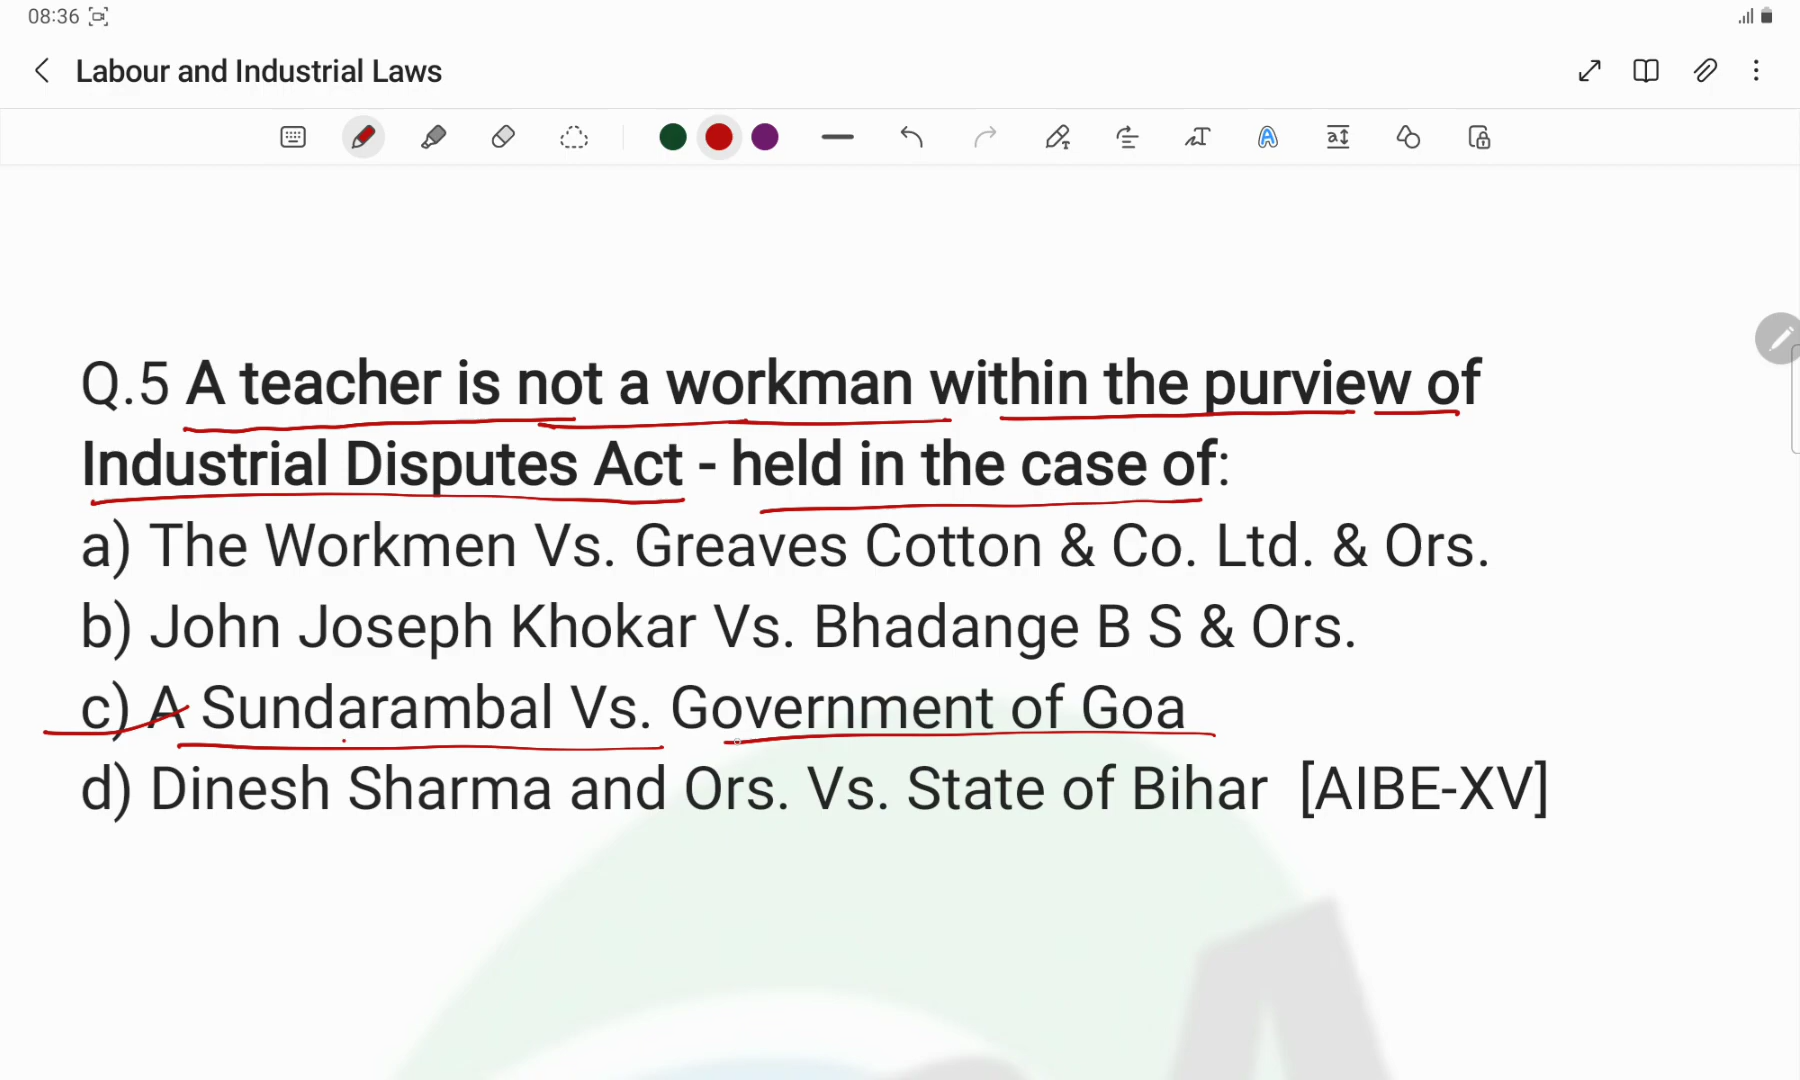 08:36
Labour and Industrial Laws
Q.5 A teacher is not a workman within the purview of
Industrial Disputes Act - held in the case of:
a) The Workmen Vs. Greaves Cotton & Co. Ltd. & Ors.
b) John Joseph Khokar Vs. Bhadange B S & Ors.
c) A Sundarambal Vs. Government of Goa
d) Dinesh Sharma and Ors. Vs. State of Bihar [AIBE-XV]